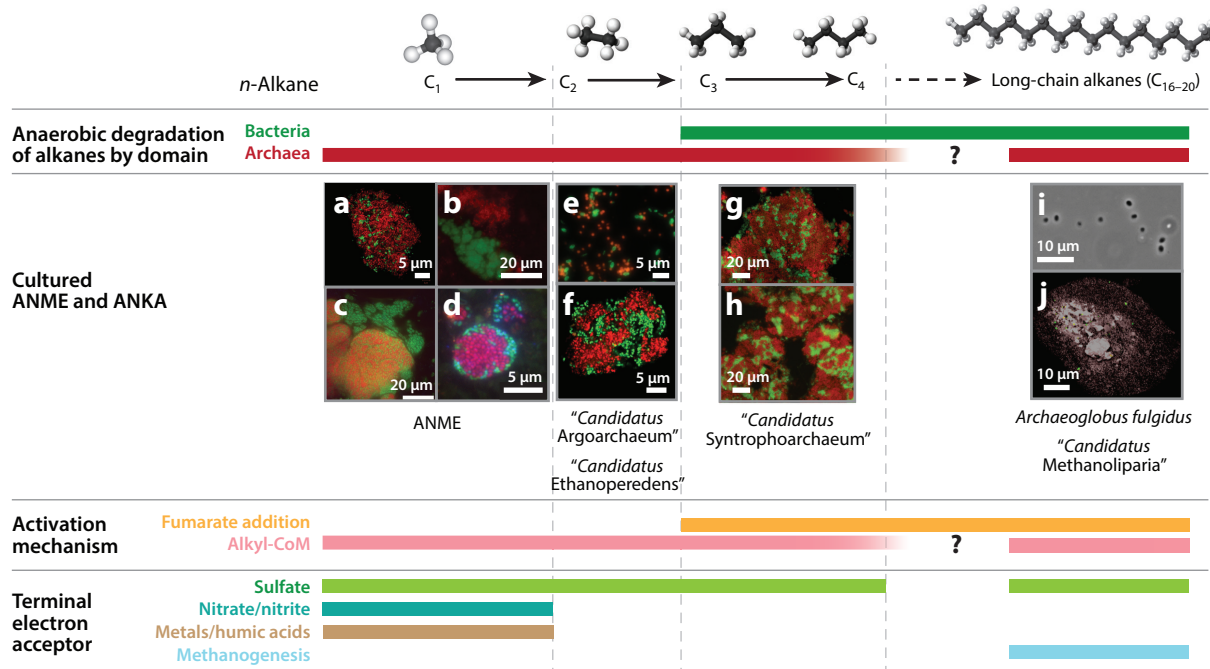 n-Alkane
C1
C2
C3
C4
Long-chain alkanes (C16–20)
Anaerobic degradation
of alkanes by domain
Bacteria
Archaea
?
Cultured
ANME and ANKA
a
5 μm
b
20 μm
c
20 μm
d
5 μm
e
5 μm
f
5 μm
g
20 μm
h
20 μm
i
10 μm
j
10 μm
ANME
"Candidatus
Argoarchaeum"
"Candidatus
Ethanoperedens"
"Candidatus
Syntrophoarchaeum"
Archaeoglobus fulgidus
"Candidatus
Methanoliparia"
Activation
mechanism
Fumarate addition
Alkyl-CoM
?
Terminal
electron
acceptor
Sulfate
Nitrate/nitrite
Metals/humic acids
Methanogenesis